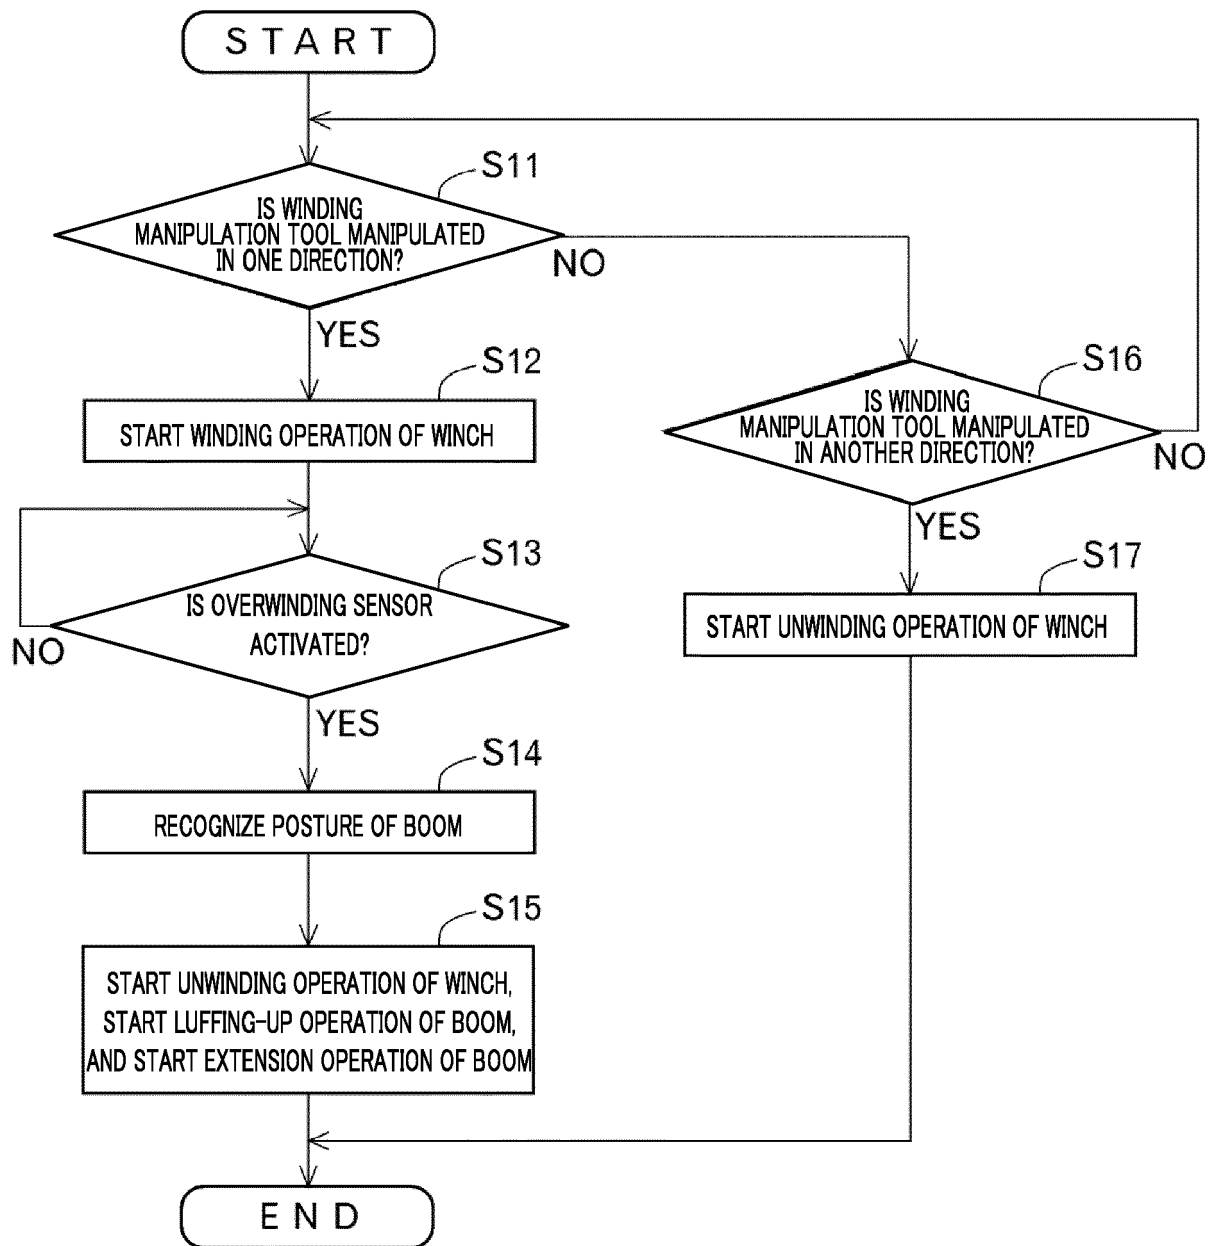 START
S11
IS WINDING
MANIPULATION TOOL MANIPULATED
IN ONE DIRECTION?
NO
YES
S12
START WINDING OPERATION OF WINCH
S13
IS OVERWINDING SENSOR
ACTIVATED?
NO
YES
S14
RECOGNIZE POSTURE OF BOOM
S15
START UNWINDING OPERATION OF WINCH,
START LUFFING-UP OPERATION OF BOOM,
AND START EXTENSION OPERATION OF BOOM
S16
IS WINDING
MANIPULATION TOOL MANIPULATED
IN ANOTHER DIRECTION?
NO
YES
S17
START UNWINDING OPERATION OF WINCH
END